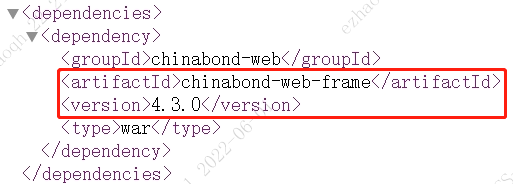 <dependencies>
<dependency>
<groupId>chinabond-web</groupId>
<artifactId>chinabond-web-frame</artifactId>
<version>4.3.0</version>
<type>war</type>
</dependency>
</dependencies>